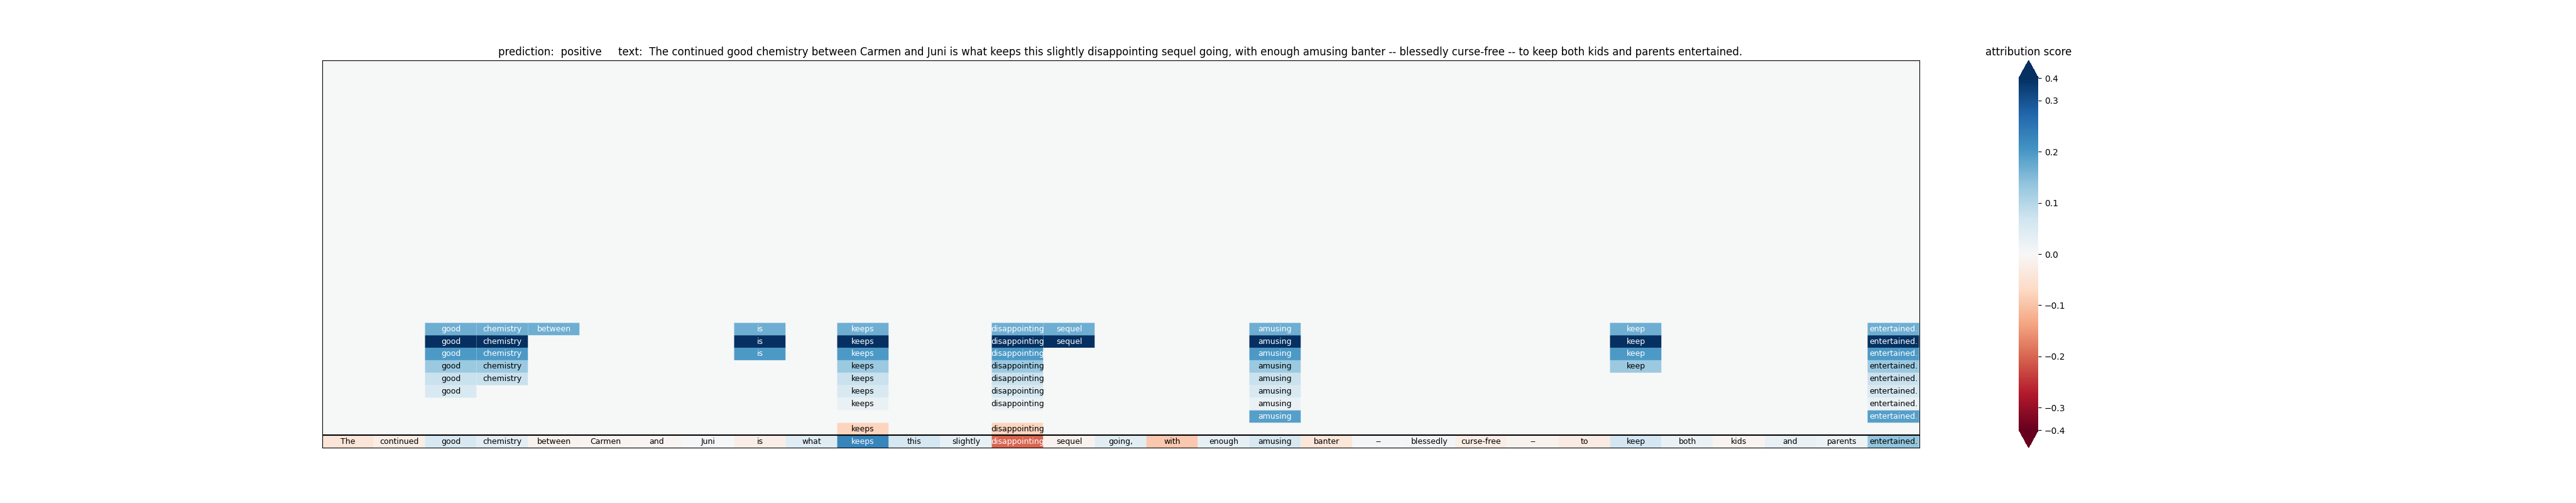 prediction: positive text: The continued good chemistry between Carmen and Juni is what keeps this slightly disappointing sequel going, with enough amusing banter -- blessedly curse-free -- to keep both kids and parents entertained.
attribution score
0.4
0.3
0.2
0.1
0.0
−0.1
−0.2
−0.3
−0.4
good chemistry between is keeps disappointing sequel amusing keep entertained.
good chemistry is keeps disappointing sequel amusing keep entertained.
good chemistry is keeps disappointing amusing keep entertained.
good chemistry keeps disappointing amusing keep entertained.
good chemistry keeps disappointing amusing entertained.
good keeps disappointing amusing entertained.
keeps disappointing amusing entertained.
amusing entertained.
keeps disappointing
The continued good chemistry between Carmen and Juni is what keeps this slightly disappointing sequel going, with enough amusing banter -- blessedly curse-free -- to keep both kids and parents entertained.